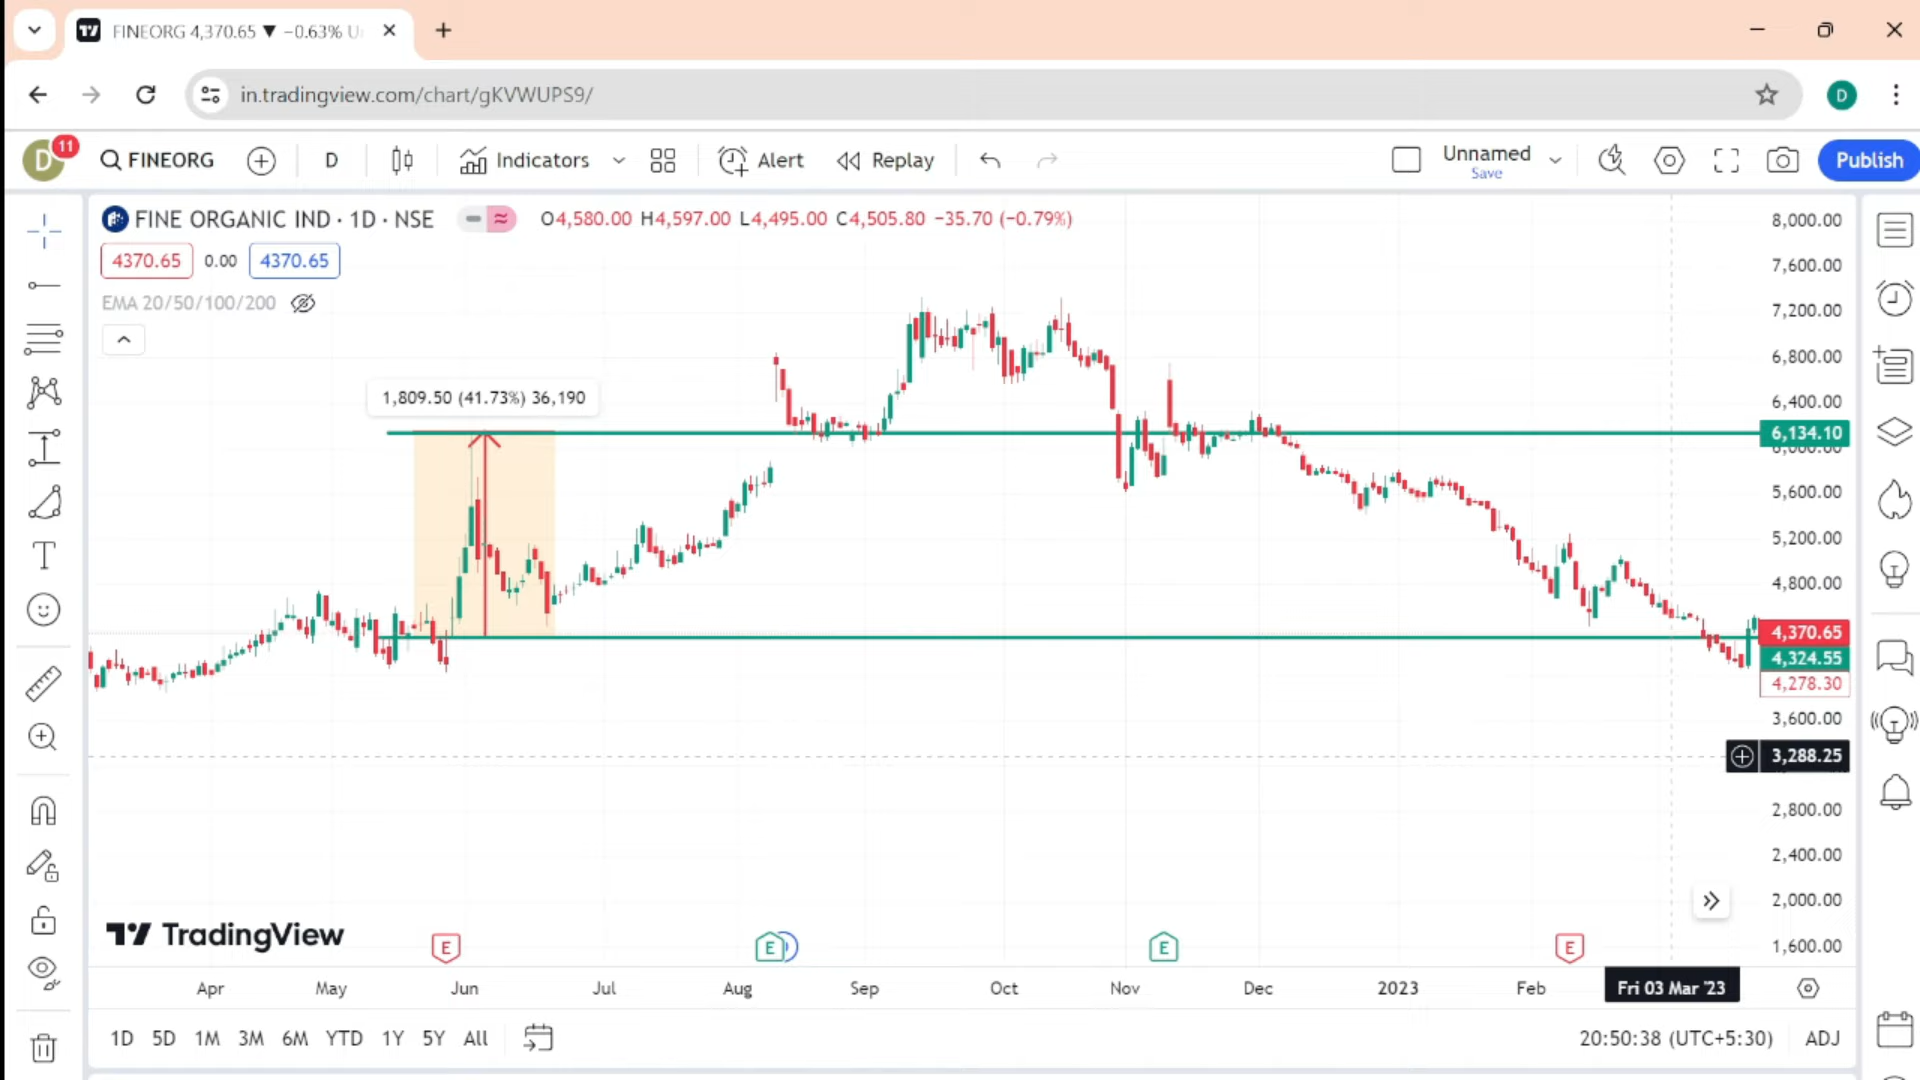 FINEORG 4,370.65 ▼ −0.63% U
in.tradingview.com/chart/gKVWUPS9/
D
D 11 FINEORG D Indicators Alert Replay Unnamed Save Publish
FINE ORGANIC IND · 1D · NSE O4,580.00 H4,597.00 L4,495.00 C4,505.80 −35.70 (−0.79%)
4370.65 0.00 4370.65
EMA 20/50/100/200
1,809.50 (41.73%) 36,190
8,000.00
7,600.00
7,200.00
6,800.00
6,400.00
6,134.10
6,000.00
5,600.00
5,200.00
4,800.00
4,370.65
4,324.55
4,278.30
3,600.00
3,288.25
2,800.00
2,400.00
2,000.00
1,600.00
TradingView
E E E E
Apr May Jun Jul Aug Sep Oct Nov Dec 2023 Feb Fri 03 Mar '23
1D 5D 1M 3M 6M YTD 1Y 5Y All 20:50:38 (UTC+5:30) ADJ